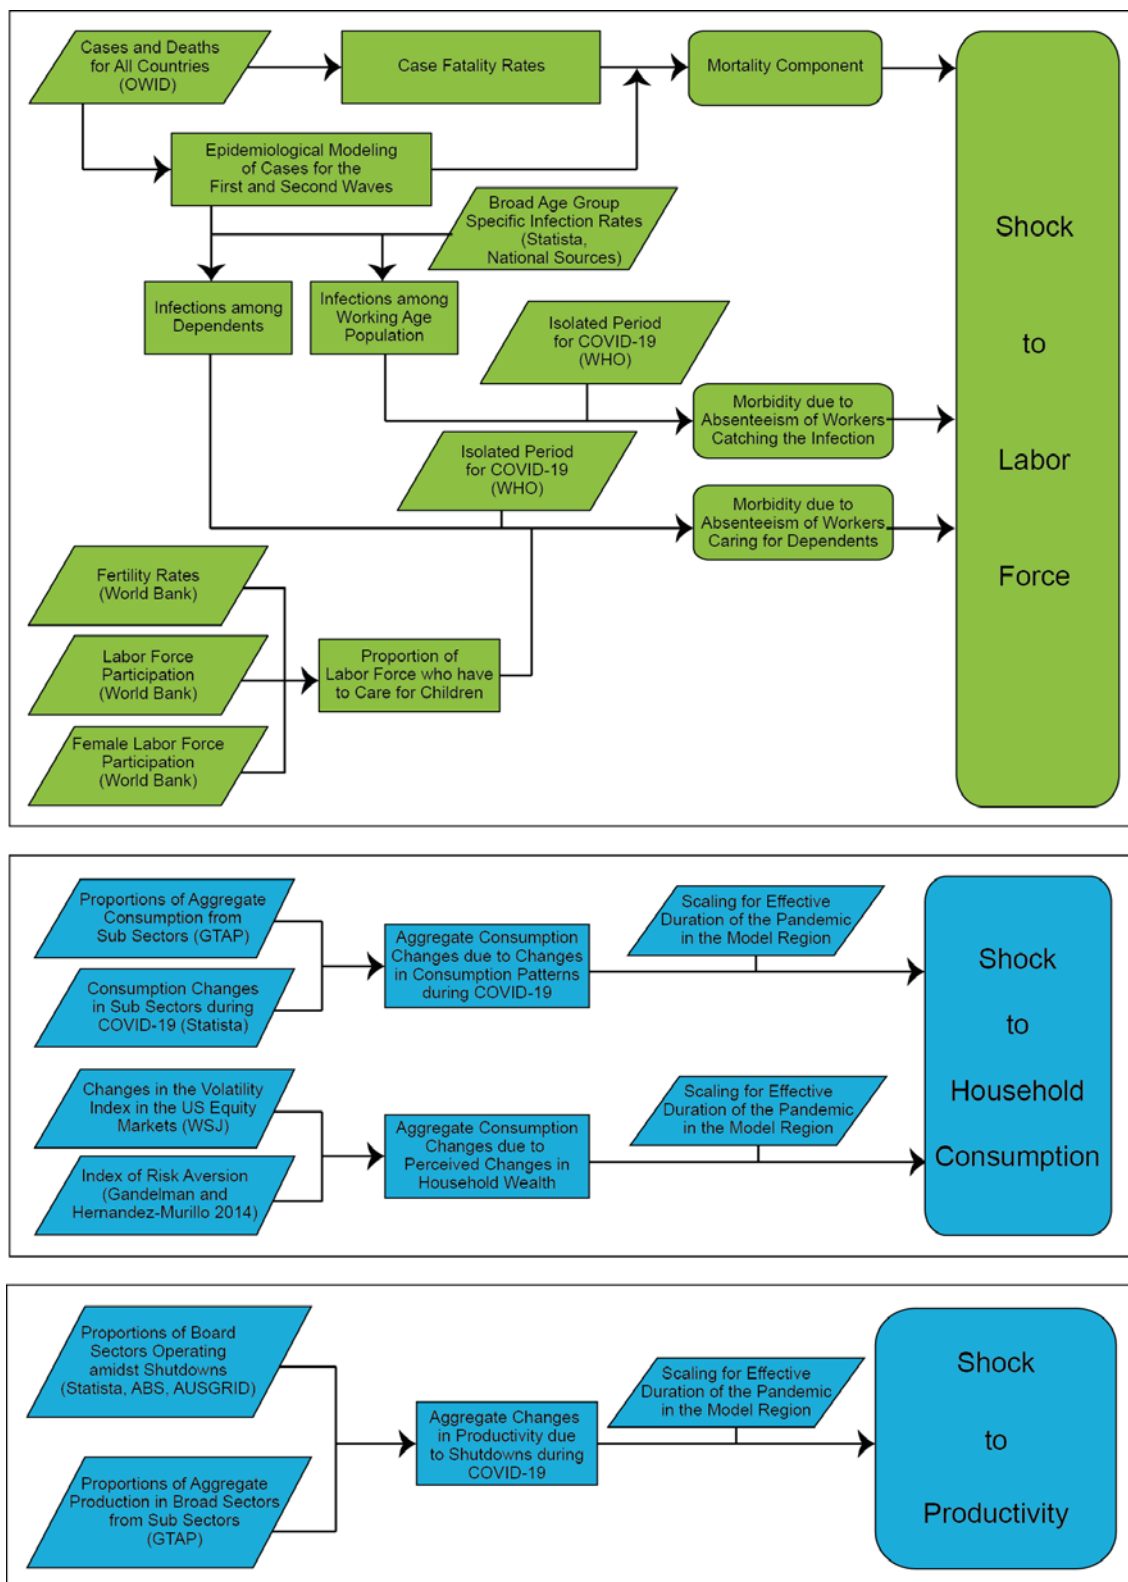 Cases and Deaths
for All Countries
(OWID)
Case Fatality Rates
Mortality Component
Epidemiological Modeling
of Cases for the
First and Second Waves
Broad Age Group
Specific Infection Rates
(Statista,
National Sources)
Infections among
Dependents
Infections among
Working Age
Population
Isolated Period
for COVID-19
(WHO)
Morbidity due to
Absenteeism of Workers
Catching the Infection
Isolated Period
for COVID-19
(WHO)
Morbidity due to
Absenteeism of Workers
Caring for Dependents
Fertility Rates
(World Bank)
Labor Force
Participation
(World Bank)
Proportion of
Labor Force who have
to Care for Children
Female Labor Force
Participation
(World Bank)
Shock
to
Labor
Force
Proportions of Aggregate
Consumption from
Sub Sectors (GTAP)
Consumption Changes
in Sub Sectors during
COVID-19 (Statista)
Aggregate Consumption
Changes due to Changes
in Consumption Patterns
during COVID-19
Scaling for Effective
Duration of the Pandemic
in the Model Region
Changes in the Volatility
Index in the US Equity
Markets (WSJ)
Index of Risk Aversion
(Gandelman and
Hernandez-Murillo 2014)
Aggregate Consumption
Changes due to
Perceived Changes in
Household Wealth
Scaling for Effective
Duration of the Pandemic
in the Model Region
Shock
to
Household
Consumption
Proportions of Board
Sectors Operating
amidst Shutdowns
(Statista, ABS, AUSGRID)
Proportions of Aggregate
Production in Broad Sectors
from Sub Sectors
(GTAP)
Aggregate Changes
in Productivity due
to Shutdowns during
COVID-19
Scaling for Effective
Duration of the Pandemic
in the Model Region
Shock
to
Productivity